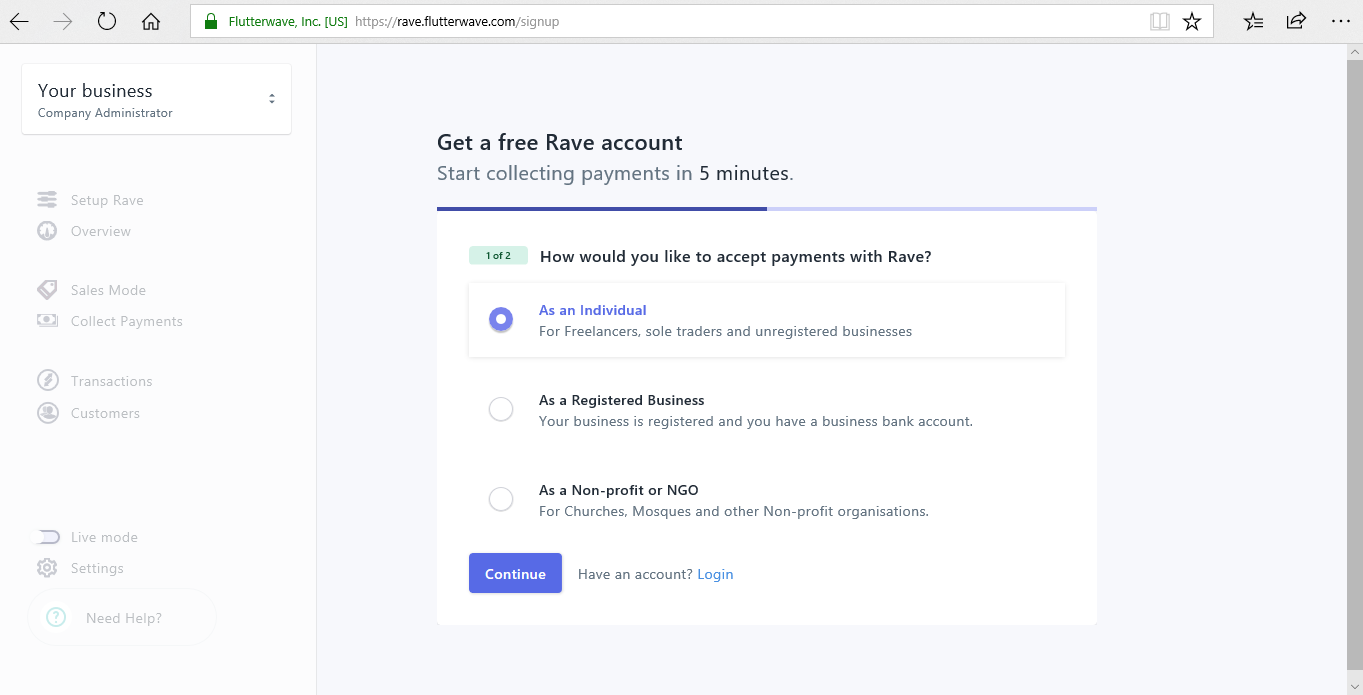 Flutterwave, Inc. [US] https://rave.flutterwave.com/signup
Your business
Company Administrator
Setup Rave
Overview
Sales Mode
Collect Payments
Transactions
Customers
Live mode
Settings
? Need Help?
Get a free Rave account
Start collecting payments in 5 minutes.
1 of 2 How would you like to accept payments with Rave?
As an Individual
For Freelancers, sole traders and unregistered businesses
As a Registered Business
Your business is registered and you have a business bank account.
As a Non-profit or NGO
For Churches, Mosques and other Non-profit organisations.
Continue Have an account? Login